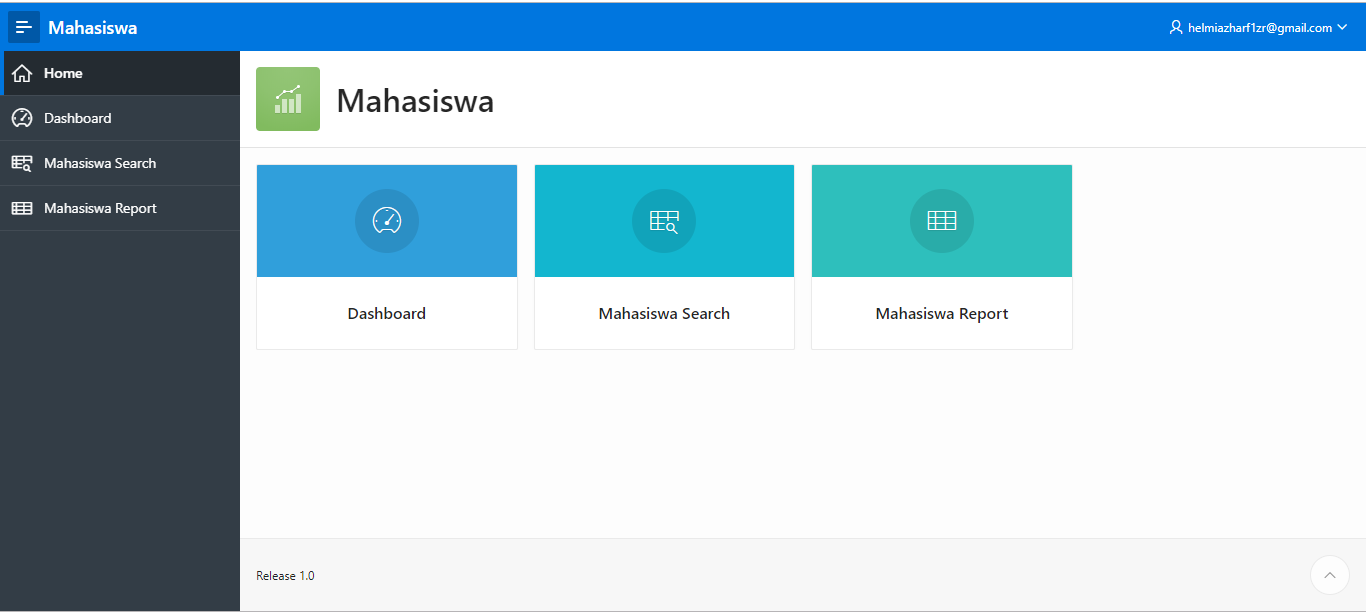 Mahasiswa
helmiazharf1zr@gmail.com
Home
Dashboard
Mahasiswa Search
Mahasiswa Report
Mahasiswa
Dashboard
Mahasiswa Search
Mahasiswa Report
Release 1.0